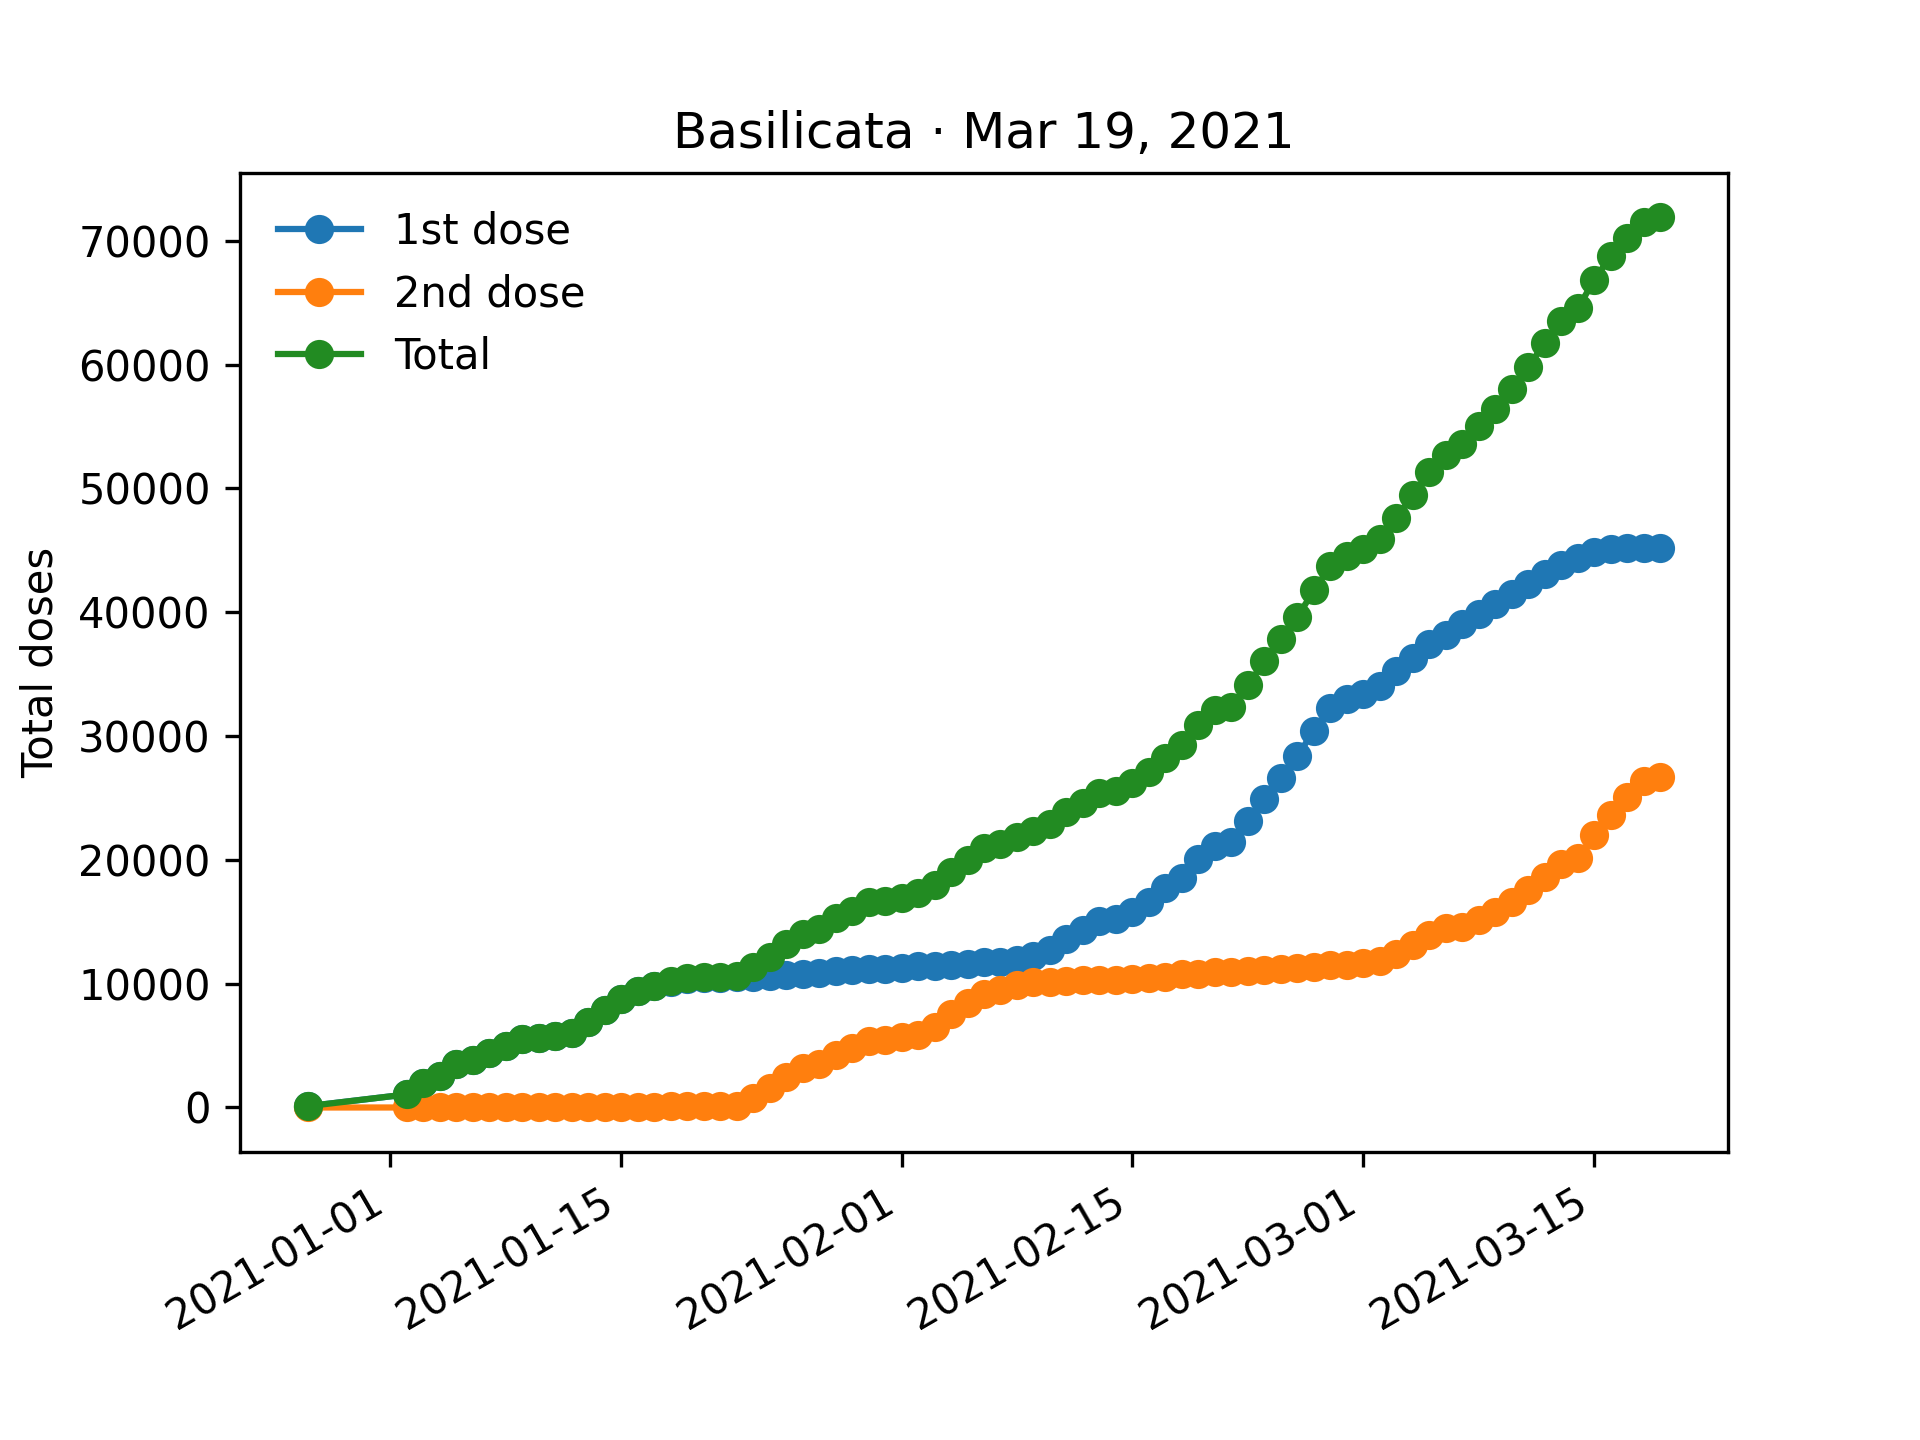 Basilicata · Mar 19, 2021
1st dose
2nd dose
Total
70000
60000
50000
40000
30000
20000
10000
0
Total doses
2021-01-01
2021-01-15
2021-02-01
2021-02-15
2021-03-01
2021-03-15